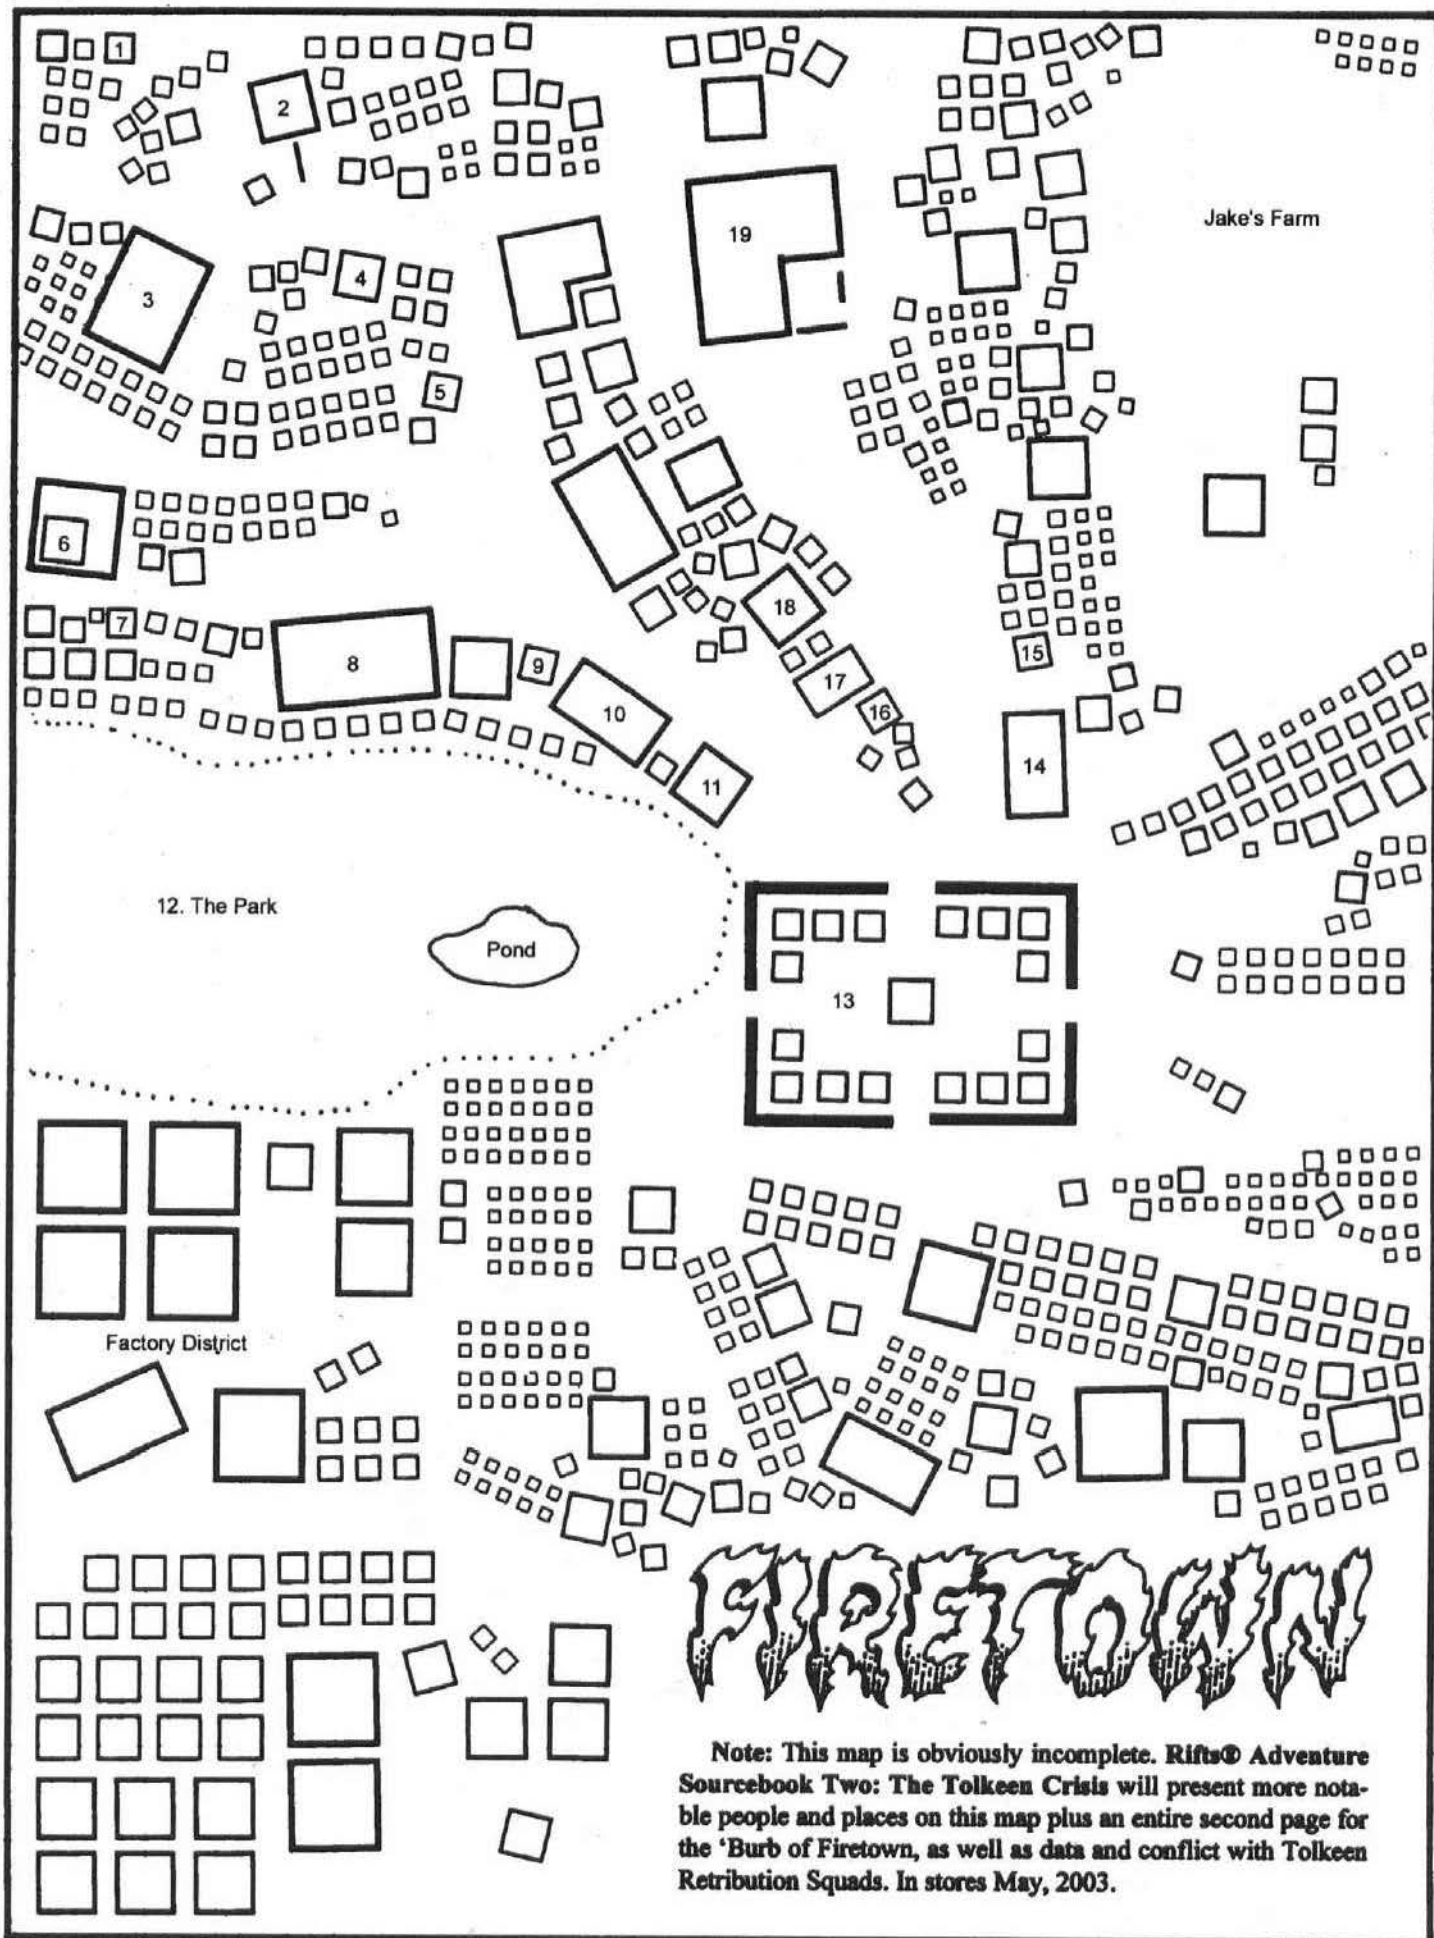 1
2
19
Jake's Farm
3
4
5
6
7
8
9
10
11
18
17
16
15
14
12. The Park
Pond
13
Factory District
FIRETOWN
Note: This map is obviously incomplete. Rifts® Adventure
Sourcebook Two: The Tolkeen Crisis will present more nota-
ble people and places on this map plus an entire second page for
the ‘Burb of Firetown, as well as data and conflict with Tolkeen
Retribution Squads. In stores May, 2003.